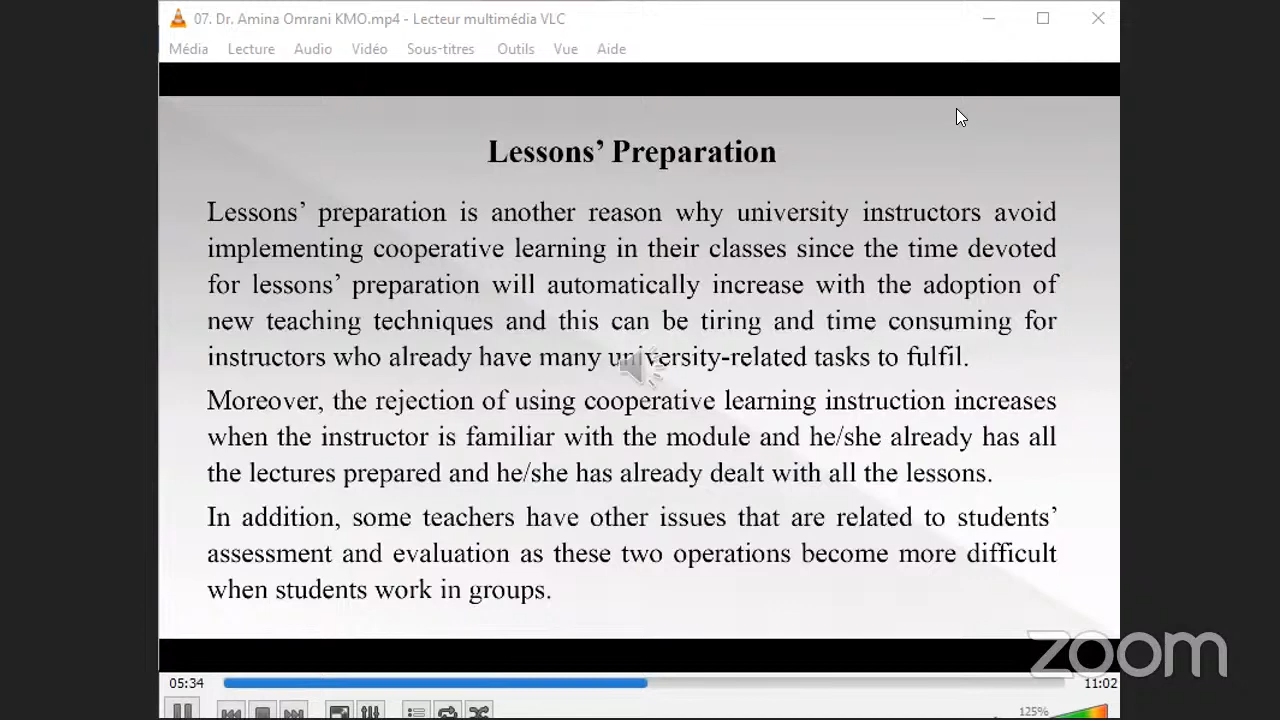 07. Dr. Amina Omrani KMO.mp4 - Lecteur multimédia VLC
Média Lecture Audio Vidéo Sous-titres Outils Vue Aide
Lessons’ Preparation
Lessons’ preparation is another reason why university instructors avoid
implementing cooperative learning in their classes since the time devoted
for lessons’ preparation will automatically increase with the adoption of
new teaching techniques and this can be tiring and time consuming for
instructors who already have many university-related tasks to fulfil.
Moreover, the rejection of using cooperative learning instruction increases
when the instructor is familiar with the module and he/she already has all
the lectures prepared and he/she has already dealt with all the lessons.
In addition, some teachers have other issues that are related to students’
assessment and evaluation as these two operations become more difficult
when students work in groups.
zoom
05:34 11:02
125%